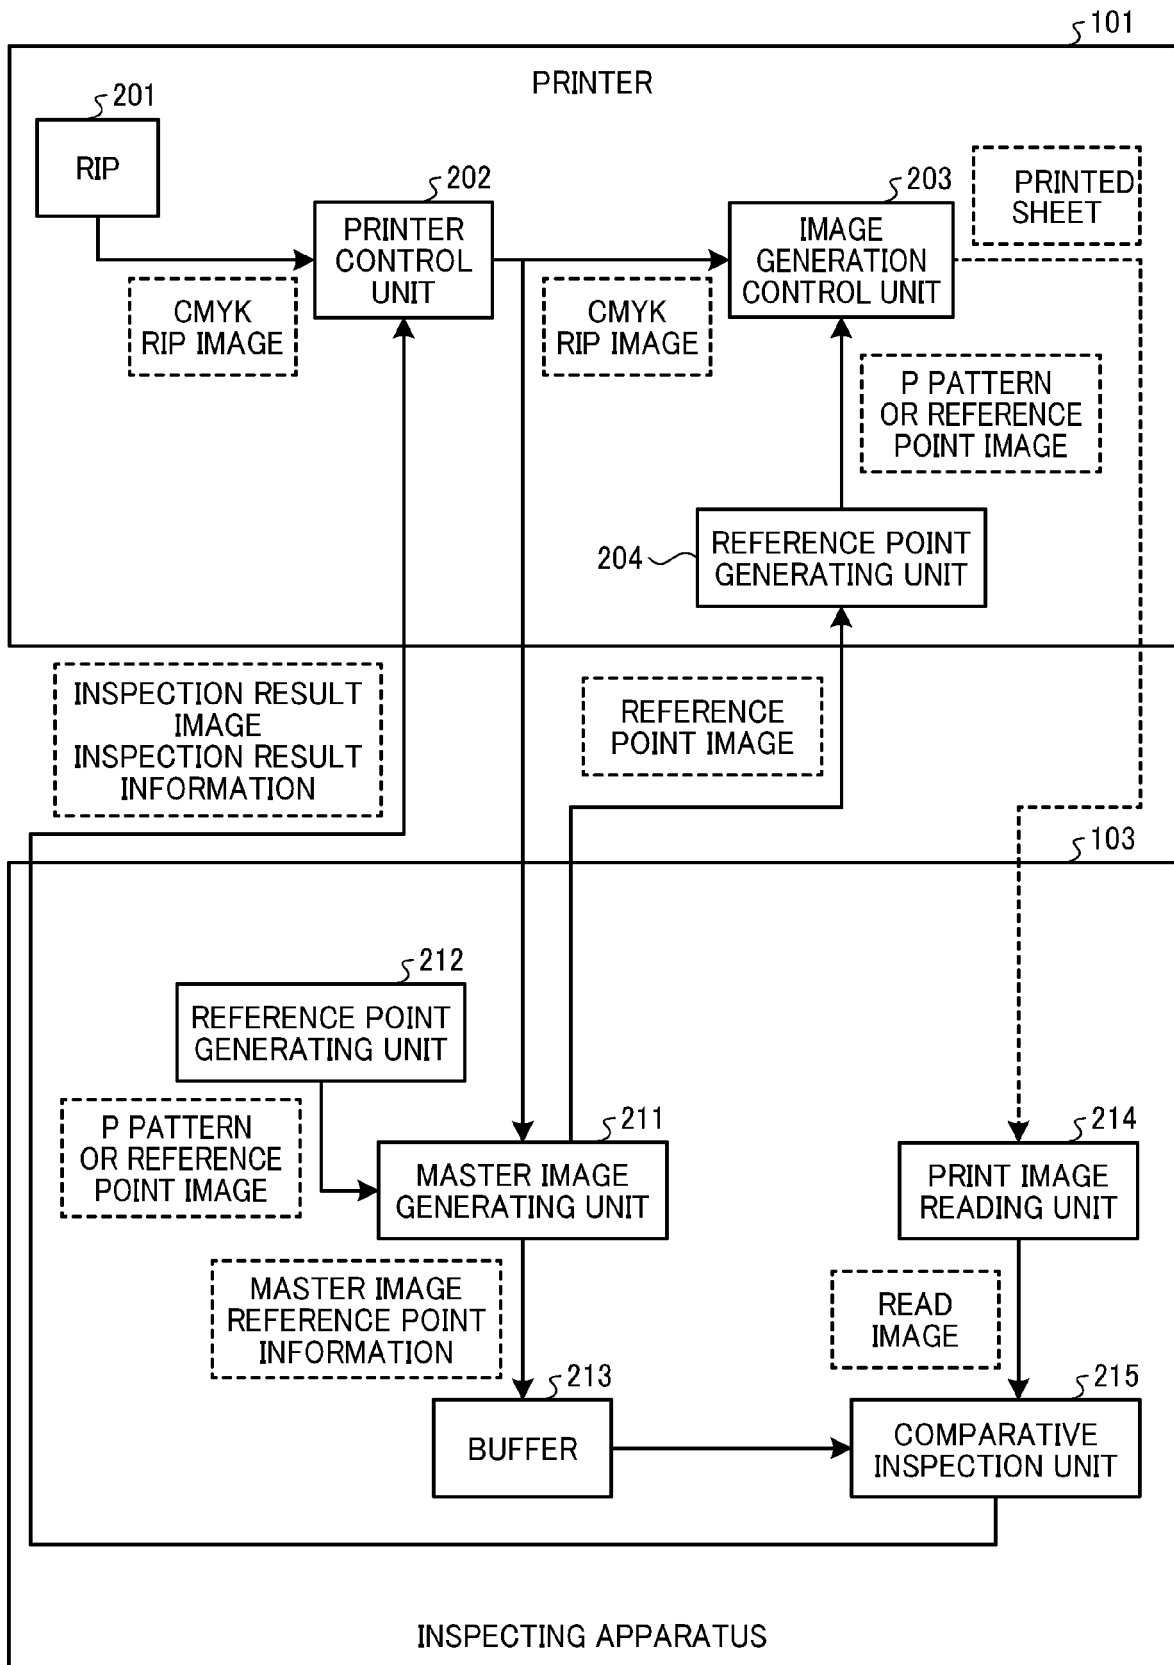 101
PRINTER
201
RIP
202
PRINTER
CONTROL
UNIT
203
IMAGE
GENERATION
CONTROL UNIT
PRINTED
SHEET
CMYK
RIP IMAGE
CMYK
RIP IMAGE
P PATTERN
OR REFERENCE
POINT IMAGE
204
REFERENCE POINT
GENERATING UNIT
INSPECTION RESULT
IMAGE
INSPECTION RESULT
INFORMATION
REFERENCE
POINT IMAGE
103
212
REFERENCE POINT
GENERATING UNIT
P PATTERN
OR REFERENCE
POINT IMAGE
211
MASTER IMAGE
GENERATING UNIT
214
PRINT IMAGE
READING UNIT
MASTER IMAGE
REFERENCE POINT
INFORMATION
READ
IMAGE
213
BUFFER
215
COMPARATIVE
INSPECTION UNIT
INSPECTING APPARATUS